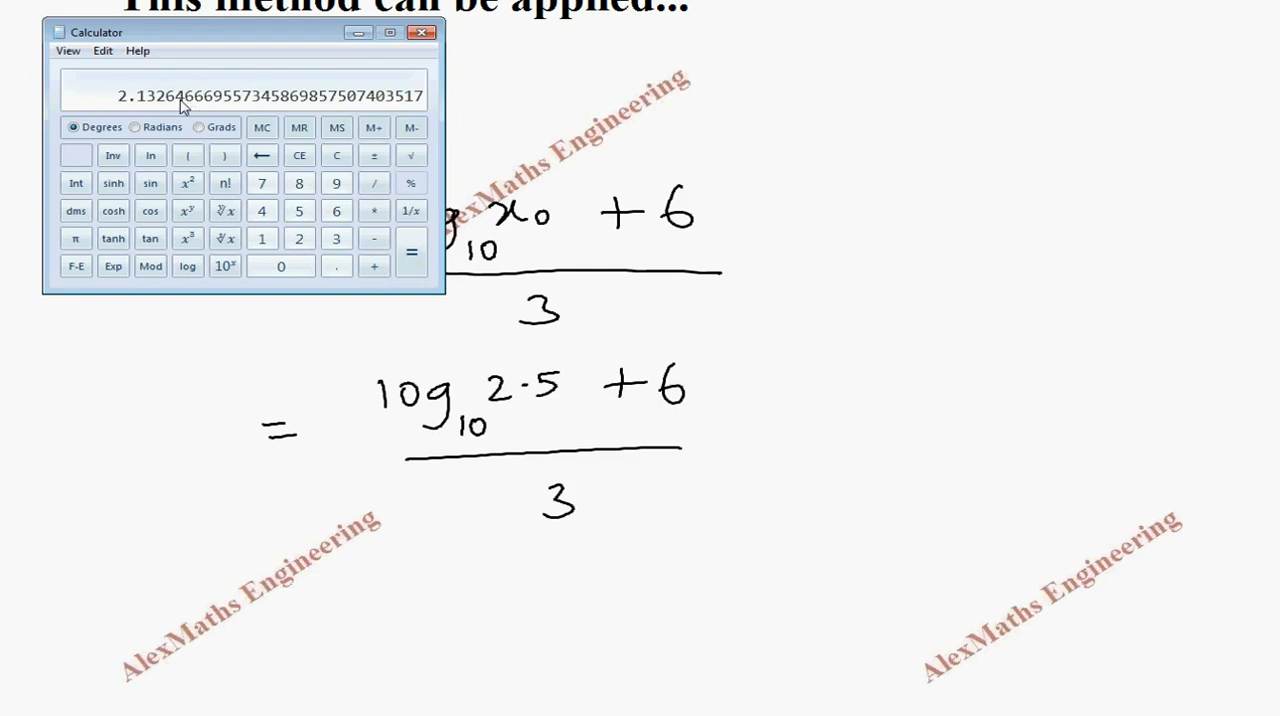 This method can be applied...
Calculator
View Edit Help
2.1326466695573458698575074035​17
Degrees Radians Grads MC MR MS M+ M-
Inv ln ( ) ← CE C ± √
Int sinh sin x² n! 7 8 9 / %
dms cosh cos xʸ ʸ√x 4 5 6 * 1/x
π tanh tan x³ ³√x 1 2 3 - =
F-E Exp Mod log 10ˣ 0 . +
AlexMaths Engineering
g₁₀ x₀ + 6
3
= log₁₀ 2.5 + 6
3
AlexMaths Engineering
AlexMaths Engineering